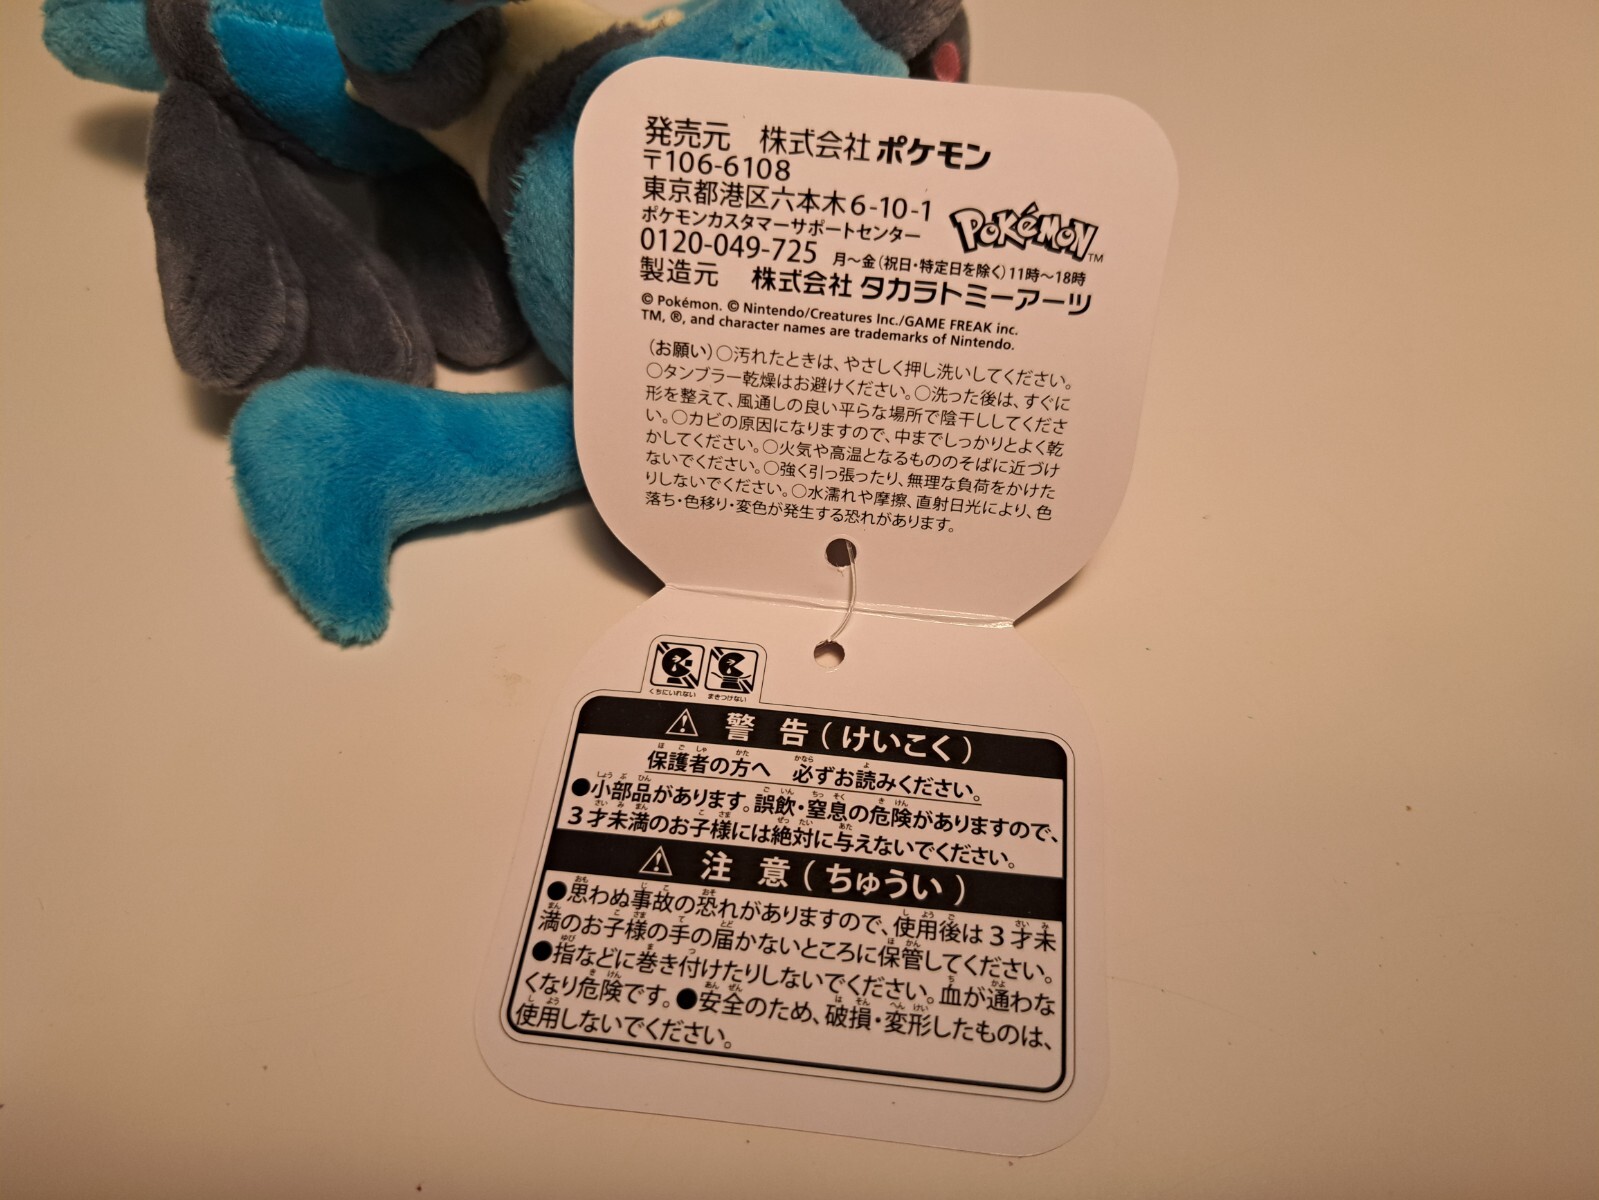 発売元 株式会社ポケモン
〒106-6108
東京都港区六本木6-10-1
POKéMON™
ポケモンカスタマーサポートセンター
0120-049-725 月～金(祝日・特定日を除く)11時～18時
製造元 株式会社タカラトミーアーツ
© Pokémon. © Nintendo/Creatures Inc./GAME FREAK inc.
TM, ®, and character names are trademarks of Nintendo.
(お願い)○汚れたときは、やさしく押し洗いしてください。
○タンブラー乾燥はお避けください。○洗った後は、すぐに
形を整えて、風通しの良い平らな場所で陰干ししてくださ
い。○カビの原因になりますので、中までしっかりとよく乾
かしてください。○火気や高温となるもののそばに近づけ
ないでください。○強く引っ張ったり、無理な負荷をかけた
りしないでください。○水濡れや摩擦、直射日光により、色
落ち・色移り・変色が発生する恐れがあります。
くちにいれない まきつけない
⚠ 警告(けいこく)
保護者の方へ 必ずお読みください。
●小部品があります。誤飲・窒息の危険がありますので、
3才未満のお子様には絶対に与えないでください。
⚠ 注意(ちゅうい)
●思わぬ事故の恐れがありますので、使用後は3才未
満のお子様の手の届かないところに保管してください。
●指などに巻き付けたりしないでください。血が通わな
くなり危険です。●安全のため、破損・変形したものは、
使用しないでください。